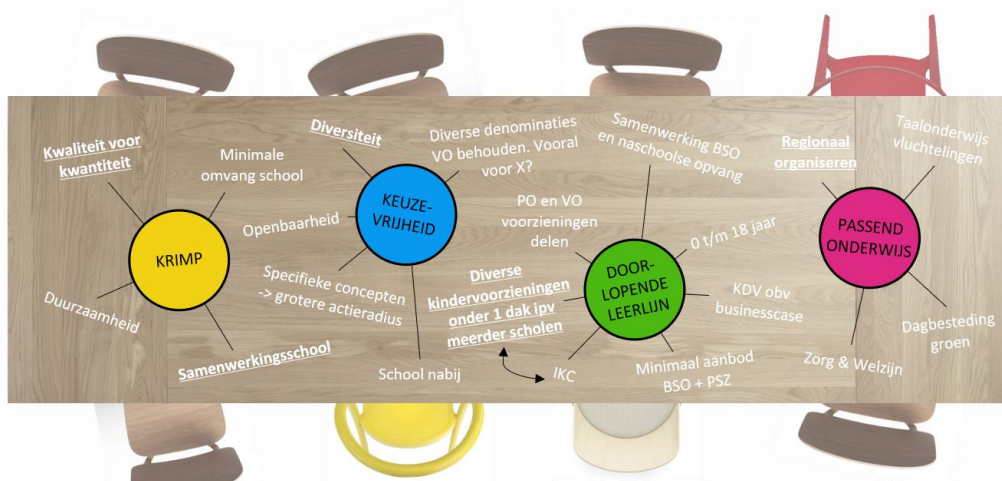 Kwaliteit voor
kwantiteit
Minimale
omvang school
KRIMP
Duurzaamheid
Samenwerkingsschool
Diversiteit
Diverse denominaties
VO behouden. Vooral
voor X?
KEUZE-
VRIJHEID
Openbaarheid
Specifieke concepten
-> grotere actieradius
School nabij
Samenwerking BSO
en naschoolse opvang
PO en VO
voorzieningen
delen
0 t/m 18 jaar
DOOR-
LOPENDE
LEERLIJN
Diverse
kindervoorzieningen
onder 1 dak ipv
meerder scholen
KDV obv
businesscase
IKC
Minimaal aanbod
BSO + PSZ
Regionaal
organiseren
Taalonderwijs
vluchtelingen
PASSEND
ONDERWIJS
Zorg & Welzijn
Dagbesteding
groen